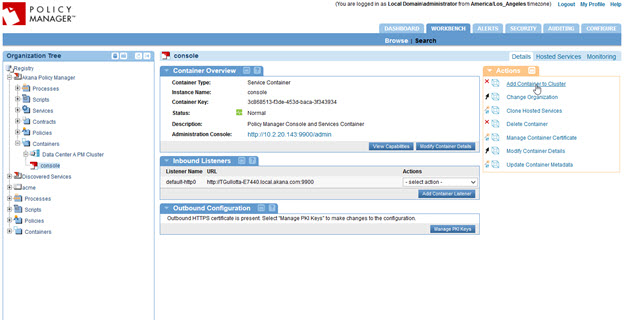 (You are logged in as Local Domain\administrator from America/Los_Angeles timezone) Logout My Profile Help
POLICY
MANAGER™
DASHBOARD WORKBENCH ALERTS SECURITY AUDITING CONFIGURE
Browse | Search
Organization Tree
console
Details Hosted Services Monitoring
Registry
Akana Policy Manager
Processes
Scripts
Services
Contracts
Policies
Containers
Data Center A PM Cluster
console
Discovered Services
acme
Processes
Scripts
Policies
Containers
Container Overview
Container Type: Service Container
Instance Name: console
Container Key:
Status: Normal
Description: Policy Manager Console and Services Container
Administration Console: http://10.2.20.143:9900/admin
View Capabilities Modify Container Details
Inbound Listeners
Listener Name URL Actions
default-http0 http://TGullotta-E7440.local.akana.com:9900 - select action -
Add Container Listener
Outbound Configuration
Outbound HTTPS certificate is present. Select "Manage PKI Keys" to make changes to the configuration.
Manage PKI Keys
Actions
Add Container to Cluster
Change Organization
Clone Hosted Services
Delete Container
Manage Container Certificate
Modify Container Details
Update Container Metadata